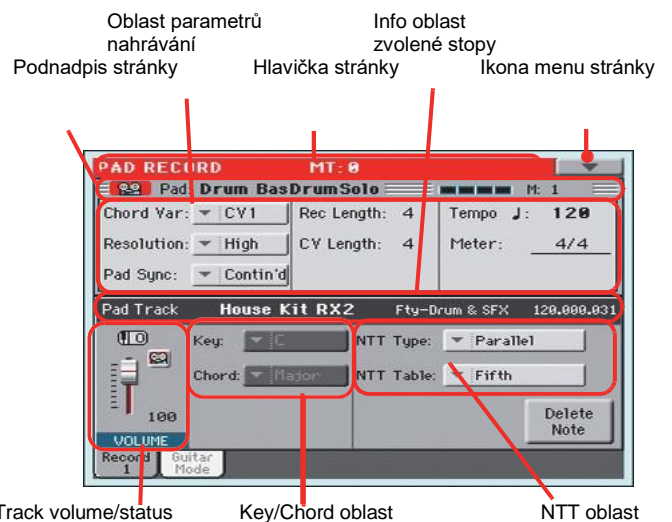 Oblast parametrů
nahrávání
Info oblast
zvolené stopy
Podnadpis stránky
Hlavička stránky
Ikona menu stránky
PAD RECORD MT: 0
Pad: Drum BasDrumSolo M: 1
Chord Var: CV1 Rec Length: 4 Tempo ♩: 120
Resolution: High CV Length: 4 Meter: 4/4
Pad Sync: Contin'd
Pad Track House Kit RX2 Fty-Drum & SFX 120.000.031
Key: C NTT Type: Parallel
Chord: Major NTT Table: Fifth
100
VOLUME
Delete
Note
Record
1
Guitar
Mode
Track volume/status
Key/Chord oblast
NTT oblast